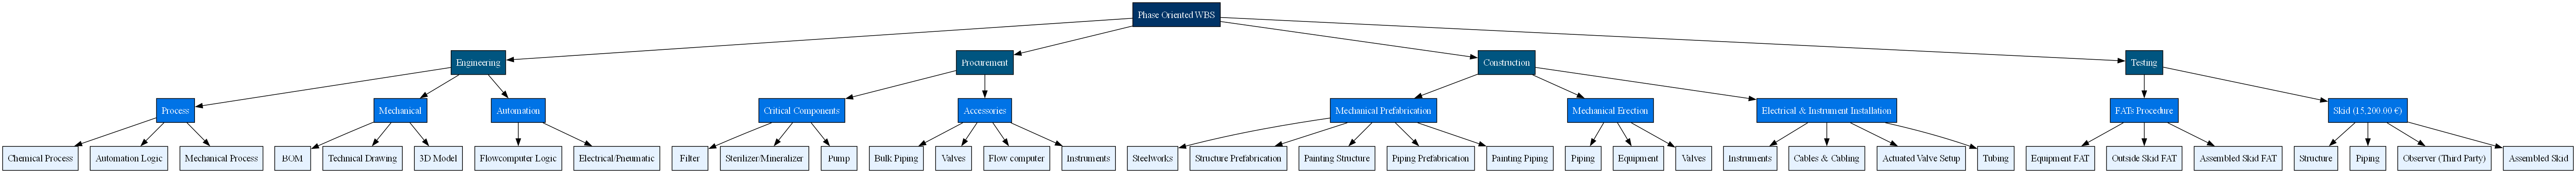 Phase Oriented WBS
Engineering
Procurement
Construction
Testing
Process
Mechanical
Automation
Critical Components
Accessories
Mechanical Prefabrication
Mechanical Erection
Electrical & Instrument Installation
FATs Procedure
Skid (15,200.00 €)
Chemical Process
Automation Logic
Mechanical Process
BOM
Technical Drawing
3D Model
Flowcomputer Logic
Electrical/Pneumatic
Filter
Sterilizer/Mineralizer
Pump
Bulk Piping
Valves
Flow computer
Instruments
Steelworks
Structure Prefabrication
Painting Structure
Piping Prefabrication
Painting Piping
Piping
Equipment
Valves
Instruments
Cables & Cabling
Actuated Valve Setup
Tubing
Equipment FAT
Outside Skid FAT
Assembled Skid FAT
Structure
Piping
Observer (Third Party)
Assembled Skid